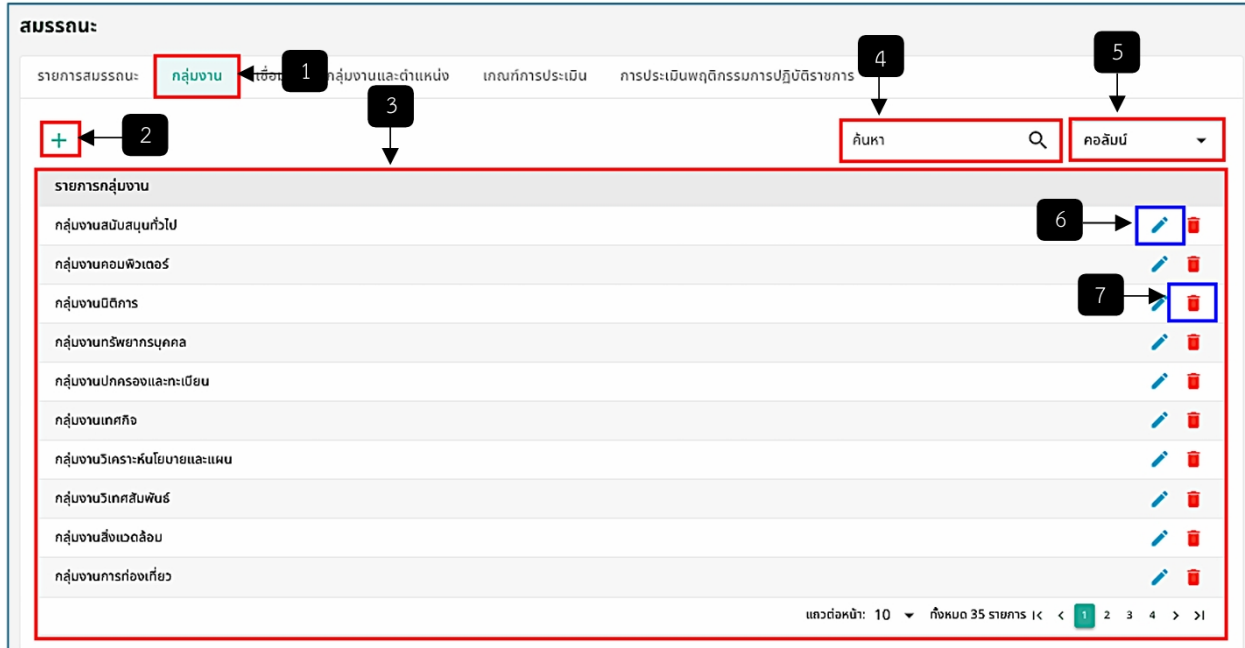 สมรรถนะ
รายการสมรรถนะ กลุ่มงาน 1 กลุ่มงานและตำแหน่ง เกณฑ์การประเมิน การประเมินพฤติกรรมการปฏิบัติราชการ 4 5
3
+ 2 ค้นหา คอลัมน์
รายการกลุ่มงาน
กลุ่มงานสนับสนุนทั่วไป 6
กลุ่มงานคอมพิวเตอร์
กลุ่มงานนิติการ 7
กลุ่มงานทรัพยากรบุคคล
กลุ่มงานปกครองและทะเบียน
กลุ่มงานเทศกิจ
กลุ่มงานวิเคราะห์นโยบายและแผน
กลุ่มงานวิเทศสัมพันธ์
กลุ่มงานสิ่งแวดล้อม
กลุ่มงานการท่องเที่ยว
แถวต่อหน้า: 10 ทั้งหมด 35 รายการ |< < 1 2 3 4 > >|